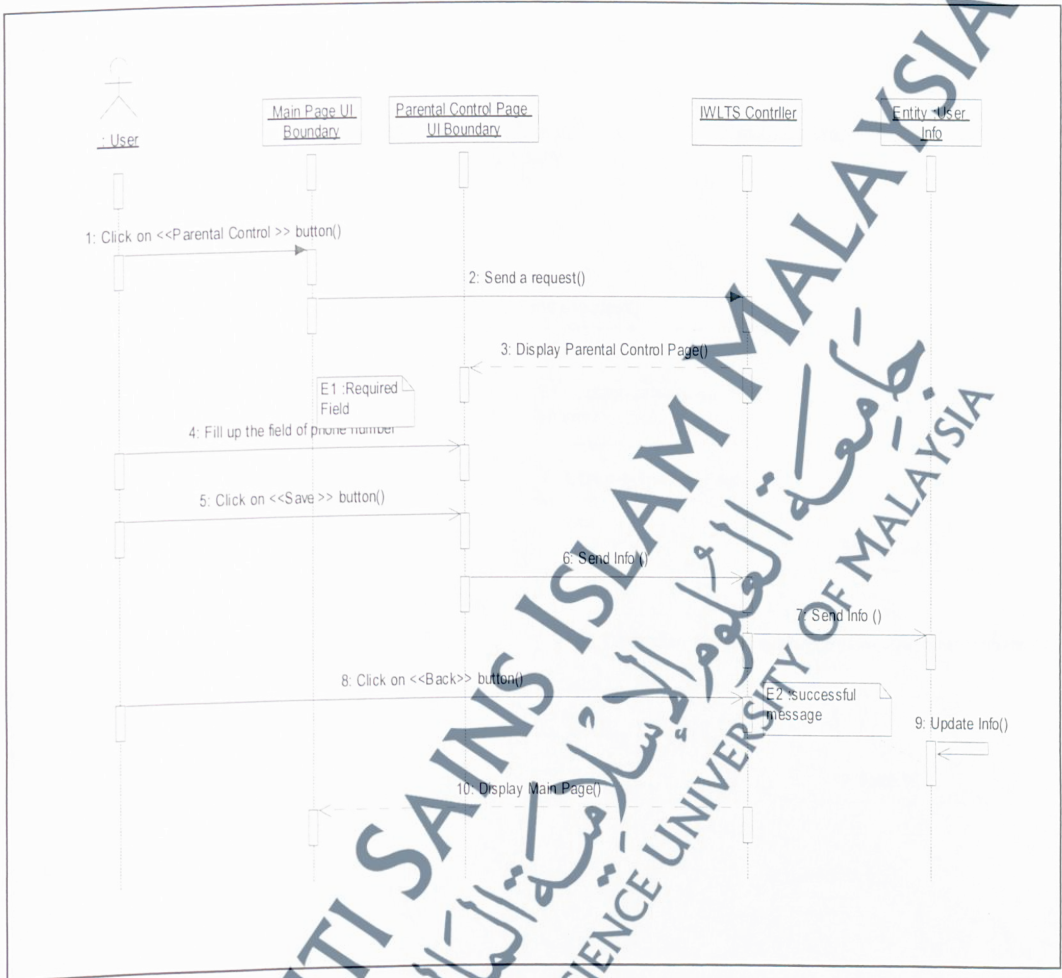 : User
Main Page UI
Boundary
Parental Control Page
UI Boundary
IWLTS Contrller
Entity :User
Info
1: Click on <<Parental Control >> button()
2: Send a request()
3: Display Parental Control Page()
E1 :Required
Field
4: Fill up the field of phone number
5: Click on <<Save>> button()
6: Send Info ()
7: Send Info ()
8: Click on <<Back>> button()
E2 :successful
message
9: Update Info()
10: Display Main Page()
SAINS ISLAM MALAYSIA
جامعة العلوم الإسلامية
UNIVERSITY OF MALAYSIA